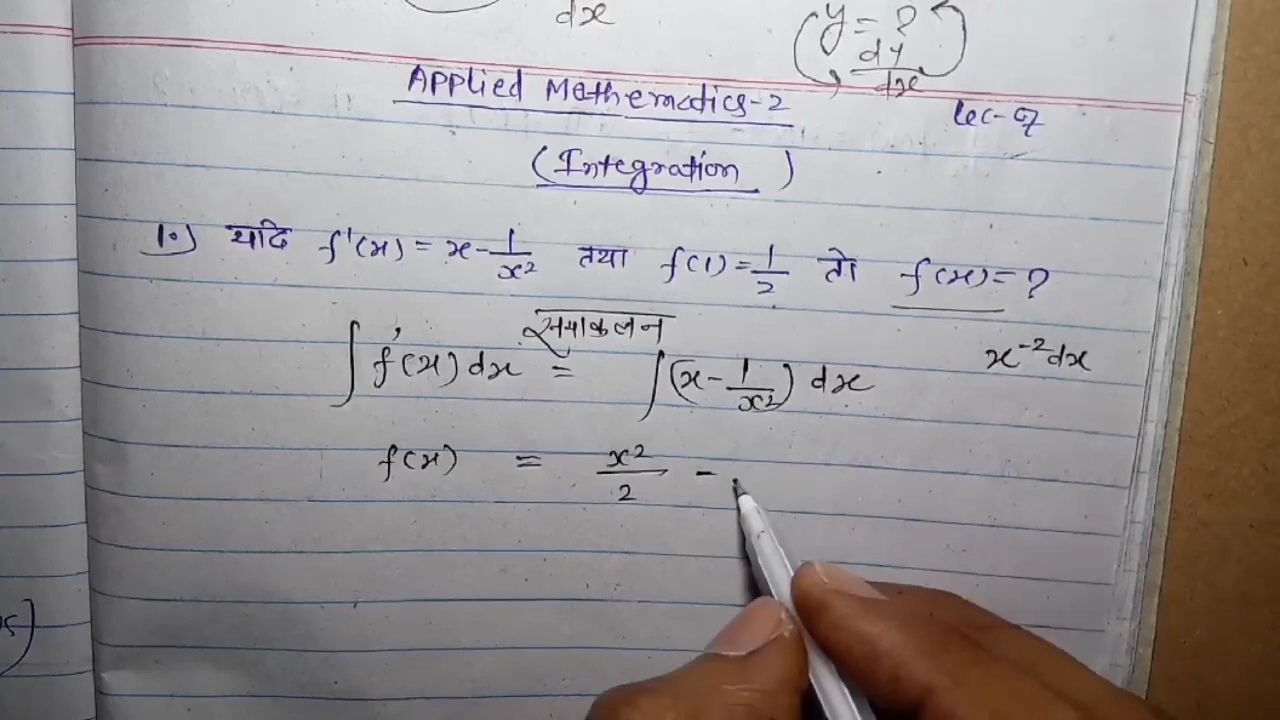 dx
y = ?
dy
dx
Applied Mathematics-2
Lec-07
(Integration )
10) यदि f'(x) = x - 1/x² तथा f(1) = 1/2 तो f(x) = ?
समाकलन
∫ f'(x) dx = ∫ (x - 1/x²) dx
x⁻² dx
f(x) = x²/2 -